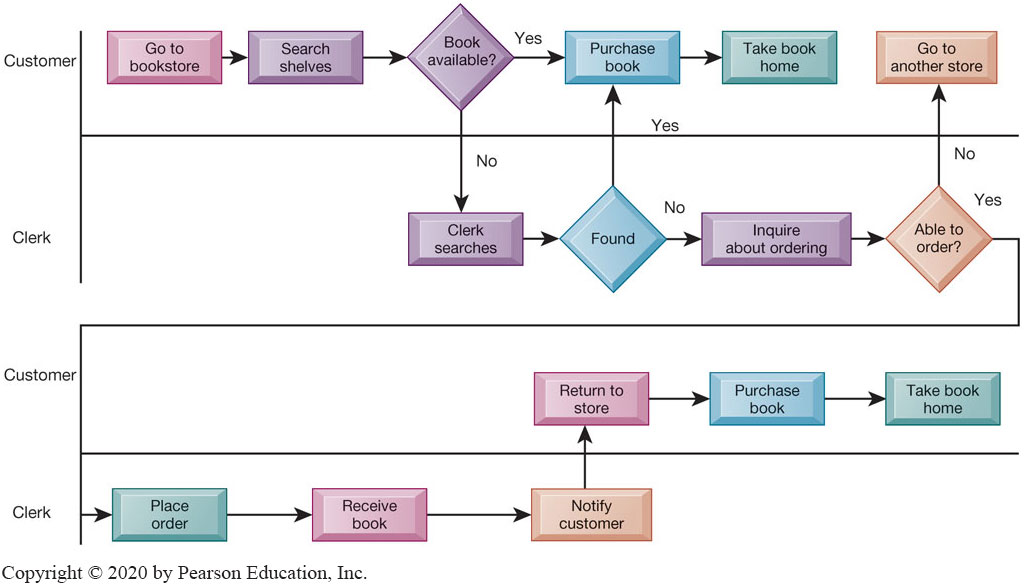 Customer
Go to
bookstore
Search
shelves
Book
available?
Yes
Purchase
book
Take book
home
Go to
another store
Yes
No
No
Clerk
Clerk
searches
Found
No
Inquire
about ordering
Able to
order?
Yes
Customer
Return to
store
Purchase
book
Take book
home
Clerk
Place
order
Receive
book
Notify
customer
Copyright © 2020 by Pearson Education, Inc.